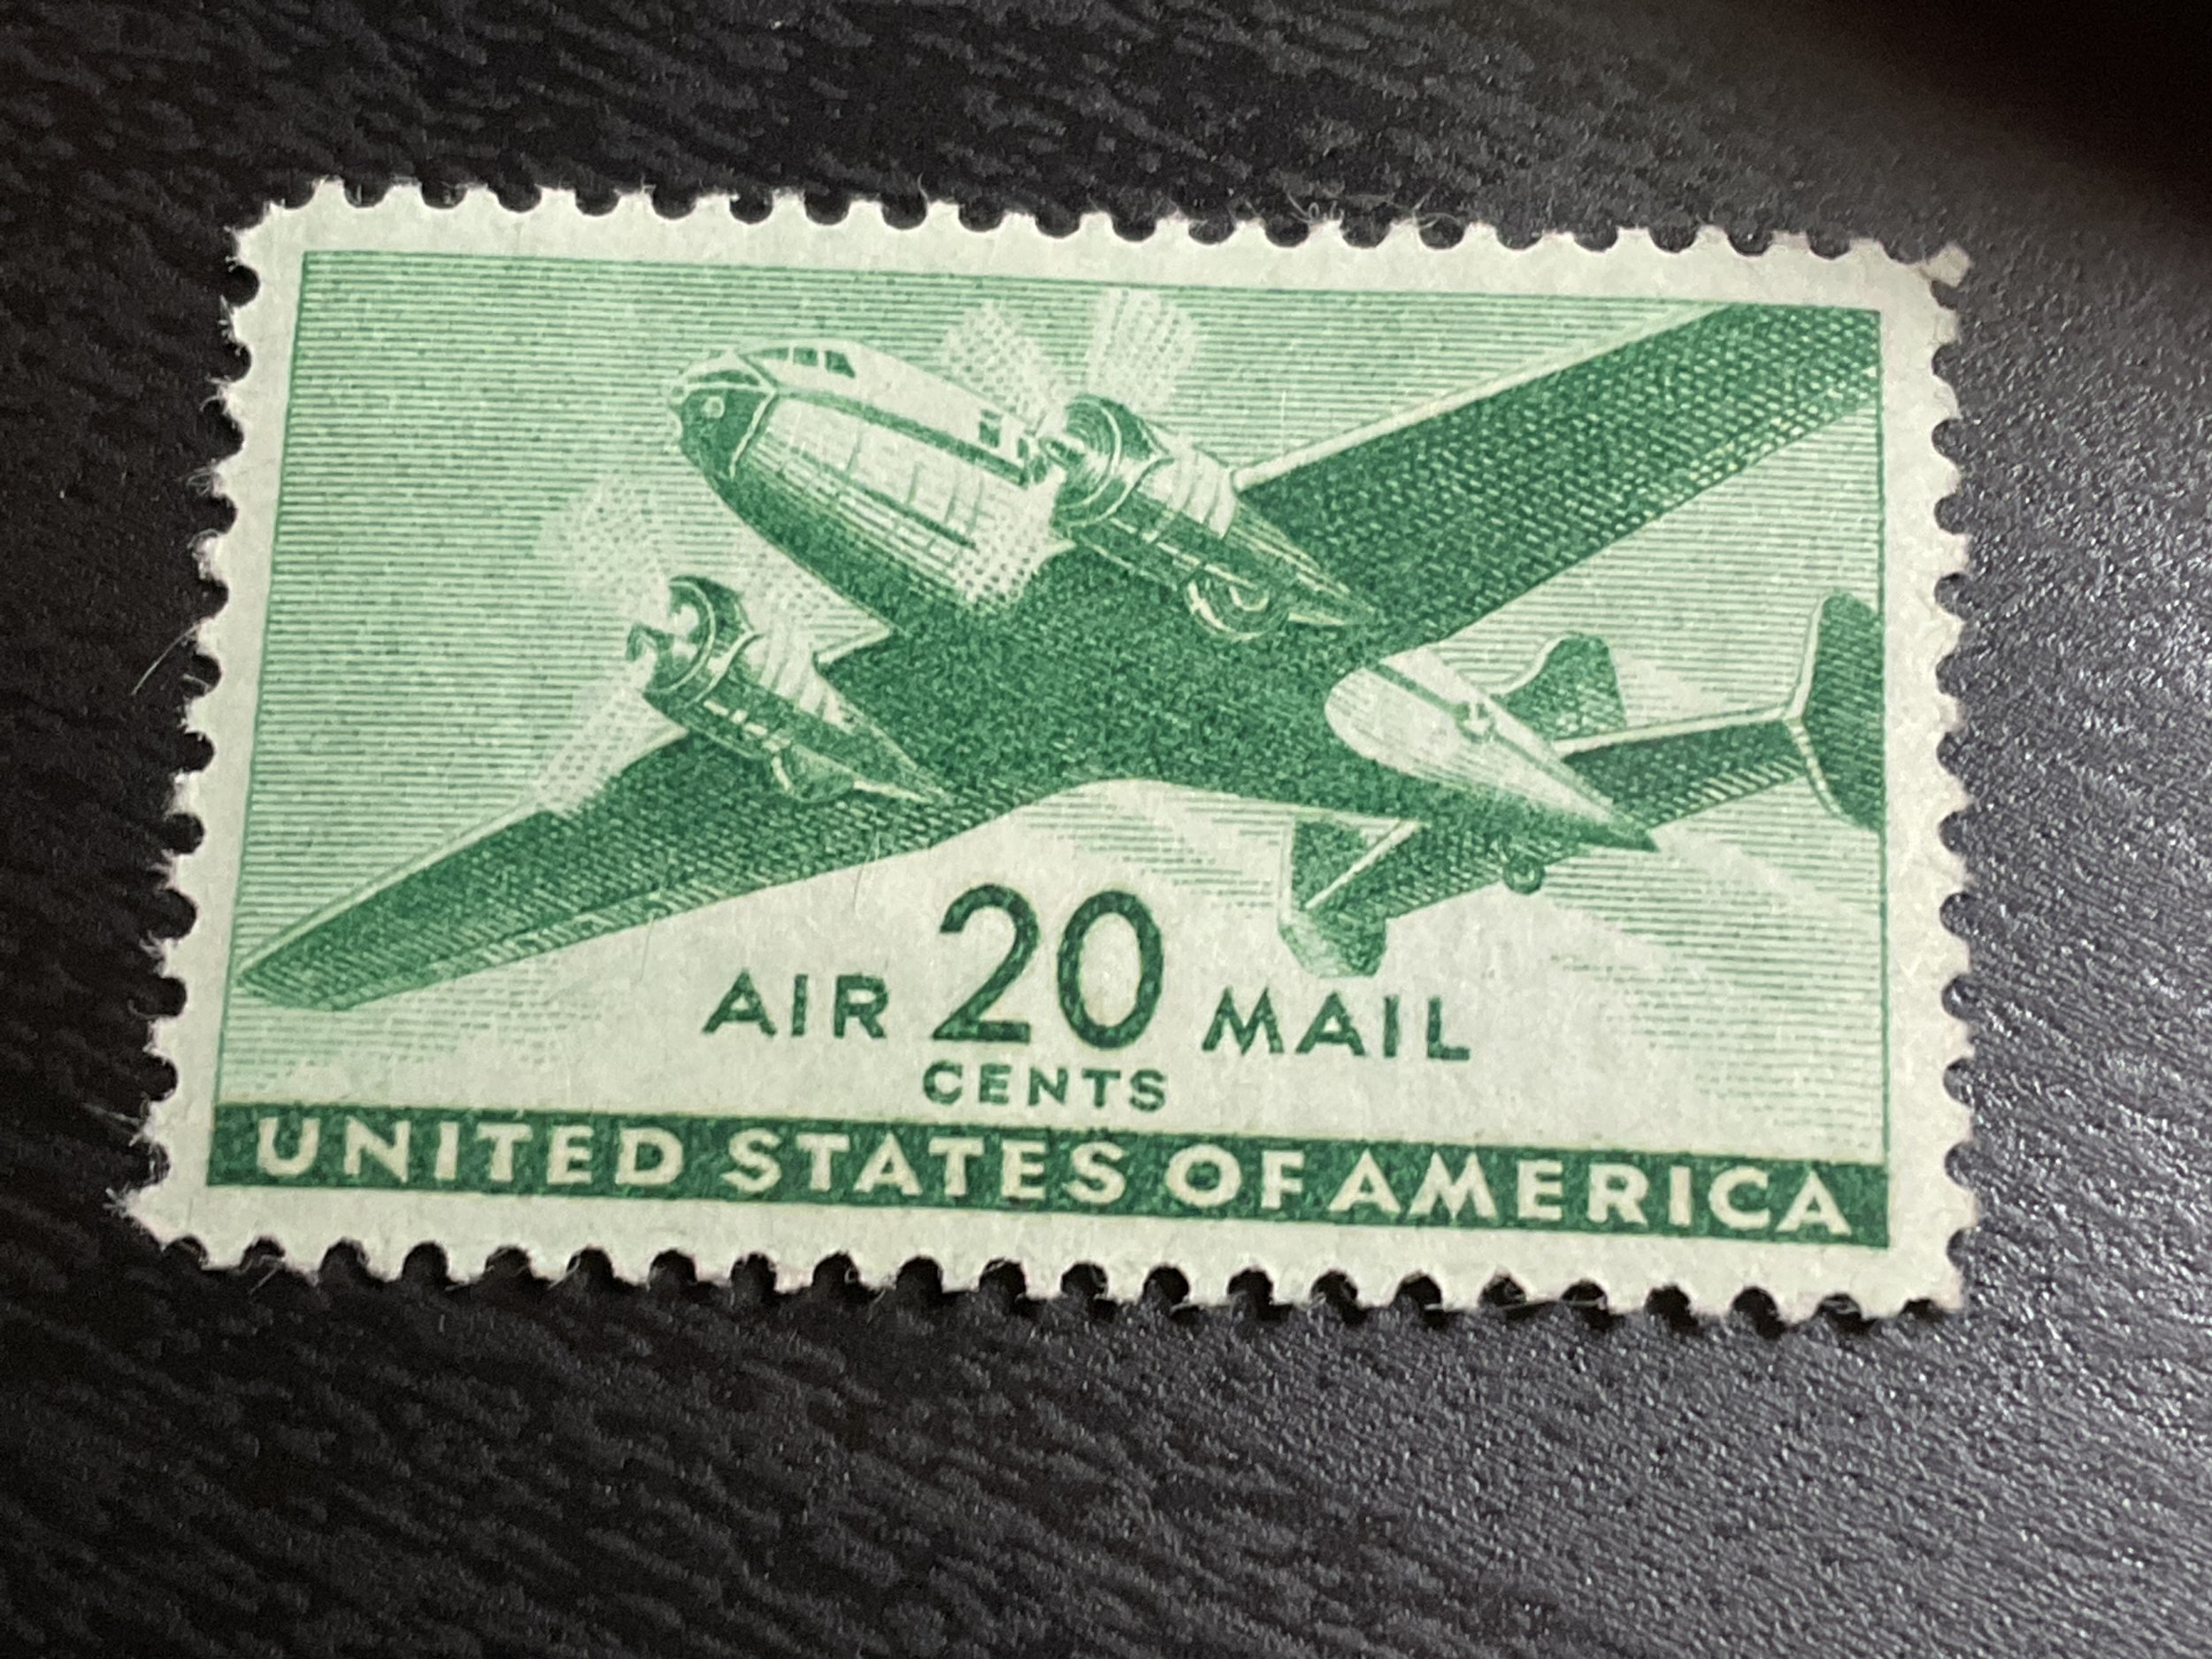 AIR 20 MAIL
CENTS
UNITED STATES OF AMERICA